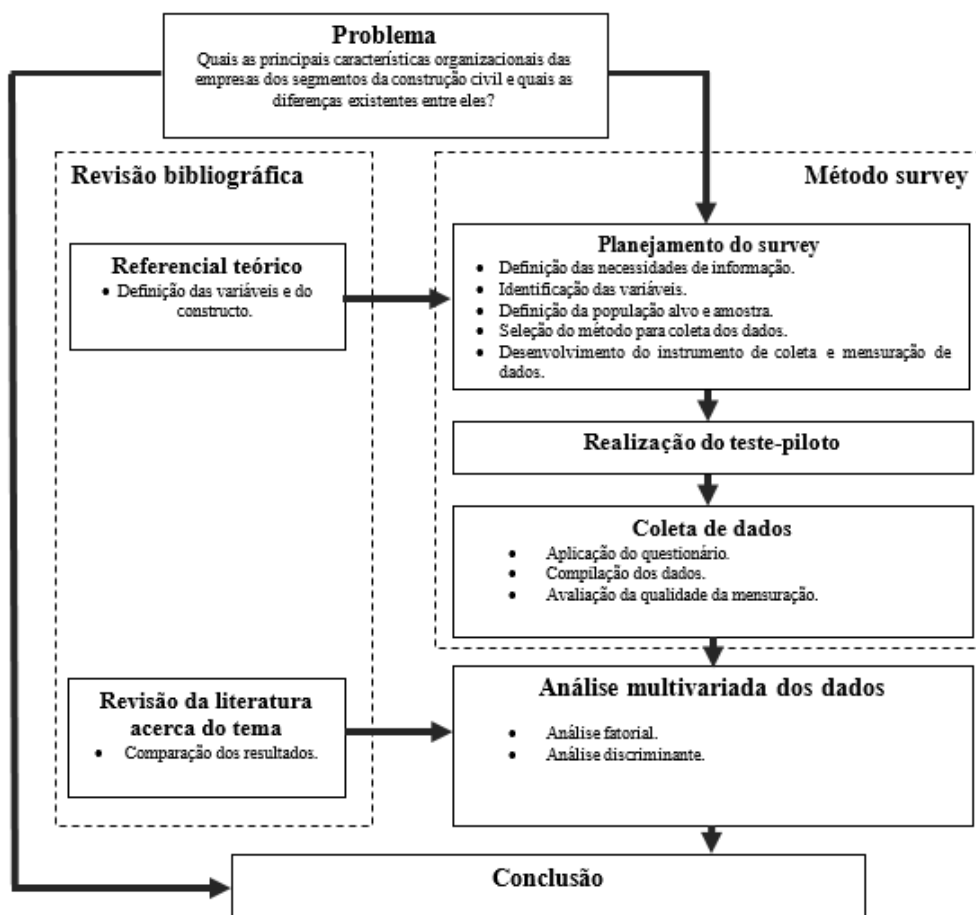 Problema
Quais as principais características organizacionais das
empresas dos segmentos da construção civil e quais as
diferenças existentes entre eles?
Revisão bibliográfica
Método survey
Referencial teórico
• Definição das variáveis e do
constructo.
Planejamento do survey
• Definição das necessidades de informação.
• Identificação das variáveis.
• Definição da população alvo e amostra.
• Seleção do método para coleta dos dados.
• Desenvolvimento do instrumento de coleta e mensuração de
dados.
Realização do teste-piloto
Coleta de dados
• Aplicação do questionário.
• Compilação dos dados.
• Avaliação da qualidade da mensuração.
Revisão da literatura
acerca do tema
• Comparação dos resultados.
Análise multivariada dos dados
• Análise fatorial.
• Análise discriminante.
Conclusão